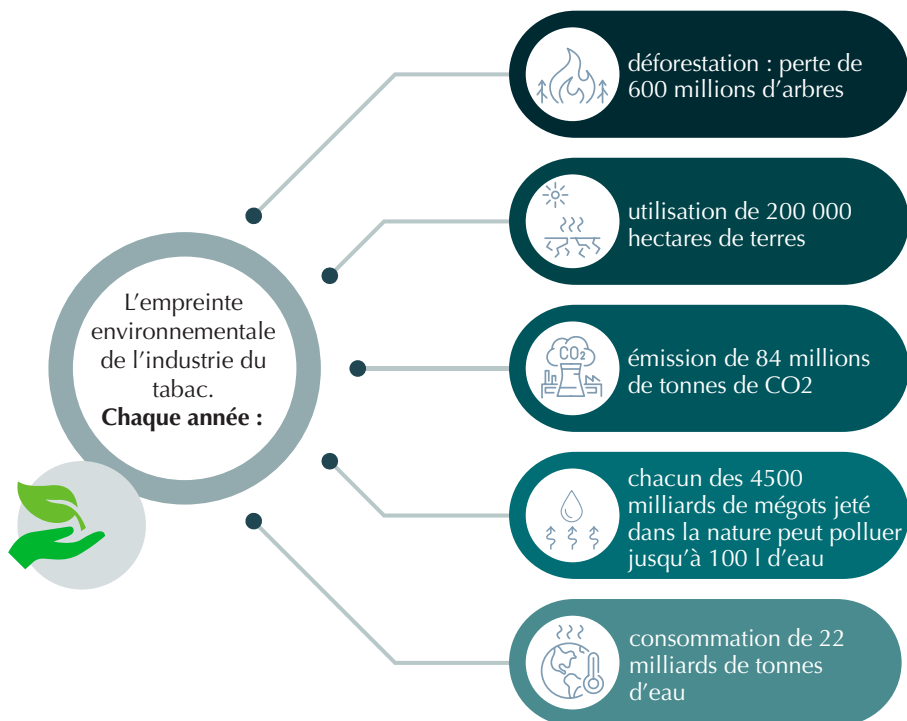 L’empreinte
environnementale
de l’industrie du
tabac.
Chaque année :
déforestation : perte de
600 millions d’arbres
utilisation de 200 000
hectares de terres
CO2
émission de 84 millions
de tonnes de CO2
chacun des 4500
milliards de mégots jeté
dans la nature peut polluer
jusqu’à 100 l d’eau
consommation de 22
milliards de tonnes
d’eau